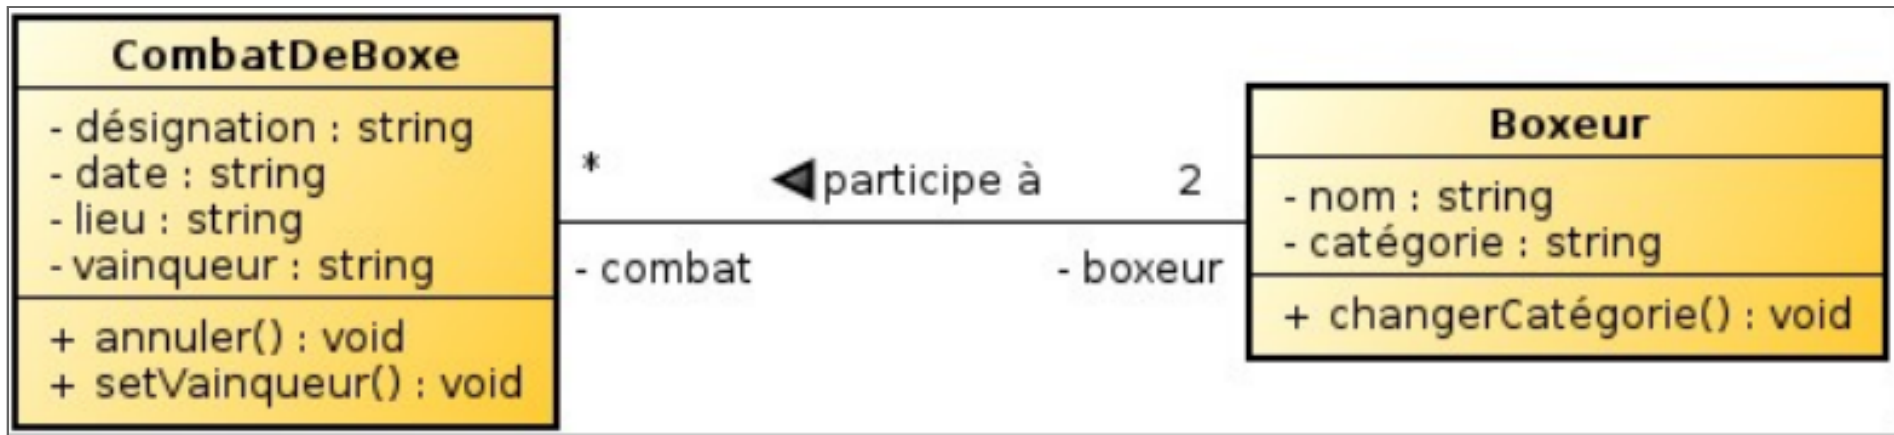 CombatDeBoxe
- désignation : string
- date : string
- lieu : string
- vainqueur : string
+ annuler() : void
+ setVainqueur() : void
*
participe à
2
- combat
- boxeur
Boxeur
- nom : string
- catégorie : string
+ changerCatégorie() : void